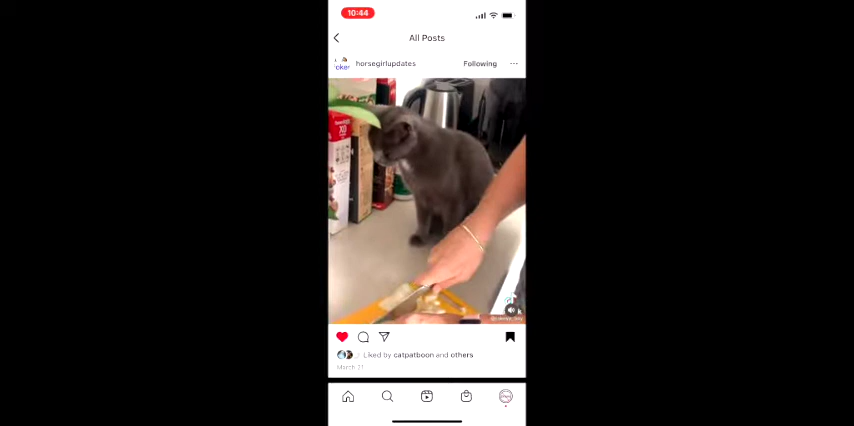 10:44
All Posts
horsegirlupdates
Following
Liked by catpatboon and others
March 21